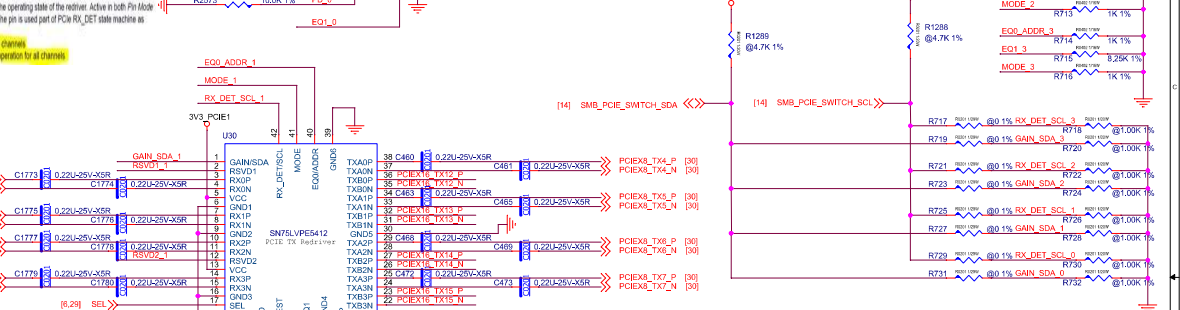 the operating state of the redriver. Active in both Pin Mode
the pin is used part of PCIe RX_DET state machine as
channels
operation for all channels
EQ1_0
R1289
@4.7K 1%
R1288
@4.7K 1%
MODE_2
R713
1K 1%
EQ0_ADDR_3
R714
1K 1%
EQ1_3
R715
8.25K 1%
MODE_3
R716
1K 1%
[14] SMB_PCIE_SWITCH_SDA
[14] SMB_PCIE_SWITCH_SCL
C
EQ0_ADDR_1
MODE_1
RX_DET_SCL_1
3V3_PCIE1
U30
42
41
40
39
RX_DET/SCL
MODE
EQ0/ADDR
GND6
GAIN_SDA_1
RSVD1_1
RSVD2_1
1 GAIN/SDA
2 RSVD1
3 RX0P
4 RX0N
5 VCC
6 GND1
7 RX1P
8 RX1N
9 GND2
10 RX2P
11 RX2N
12 RSVD2
13 VCC
14 RX3P
15 RX3N
16 GND3
17 SEL
[6,29] SEL
C1773 0.22U-25V-X5R
C1774 0.22U-25V-X5R
C1775 0.22U-25V-X5R
C1776 0.22U-25V-X5R
C1777 0.22U-25V-X5R
C1778 0.22U-25V-X5R
C1779 0.22U-25V-X5R
C1780 0.22U-25V-X5R
SN75LVPE5412
PCIE TX Redriver
TXA0P 38
TXA0N 37
TXB0P 36
TXB0N 35
TXA1P 34
TXA1N 33
TXB1P 32
TXB1N 31
GND5 30
TXA2P 29
TXA2N 28
TXB2P 27
TXB2N 26
TXA3P 25
TXA3N 24
TXB3P 23
TXB3N 22
C460 0.22U-25V-X5R
C461 0.22U-25V-X5R
PCIEX16_TX12_P
PCIEX16_TX12_N
C463 0.22U-25V-X5R
C465 0.22U-25V-X5R
PCIEX16_TX13_P
PCIEX16_TX13_N
C468 0.22U-25V-X5R
C469 0.22U-25V-X5R
PCIEX16_TX14_P
PCIEX16_TX14_N
C472 0.22U-25V-X5R
C473 0.22U-25V-X5R
PCIEX16_TX15_P
PCIEX16_TX15_N
PCIEX8_TX4_P [30]
PCIEX8_TX4_N [30]
PCIEX8_TX5_P [30]
PCIEX8_TX5_N [30]
PCIEX8_TX6_P [30]
PCIEX8_TX6_N [30]
PCIEX8_TX7_P [30]
PCIEX8_TX7_N [30]
R717 @0 1% RX_DET_SCL_3
R718 @1.00K 1%
R719 @0 1% GAIN_SDA_3
R720 @1.00K 1%
R721 @0 1% RX_DET_SCL_2
R722 @1.00K 1%
R723 @0 1% GAIN_SDA_2
R724 @1.00K 1%
R725 @0 1% RX_DET_SCL_1
R726 @1.00K 1%
R727 @0 1% GAIN_SDA_1
R728 @1.00K 1%
R729 @0 1% RX_DET_SCL_0
R730 @1.00K 1%
R731 @0 1% GAIN_SDA_0
R732 @1.00K 1%